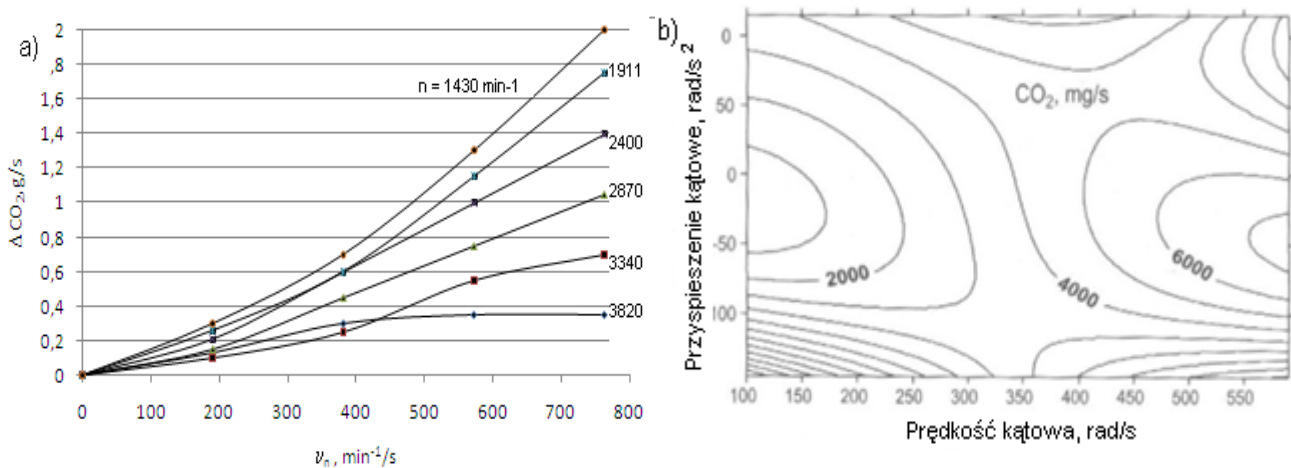 a)
2
1,8
1,6
1,4
1,2
1
0,8
0,6
0,4
0,2
0
n = 1430 min-1
1911
2400
2870
3340
3820
Δ CO₂, g/s
0 100 200 300 400 500 600 700 800
υₙ , min⁻¹/s
b)
0
50
0
-50
100
Przyspieszenie kątowe, rad/s²
CO₂, mg/s
2000
4000
6000
100 150 200 250 300 350 400 450 500 550
Prędkość kątowa, rad/s